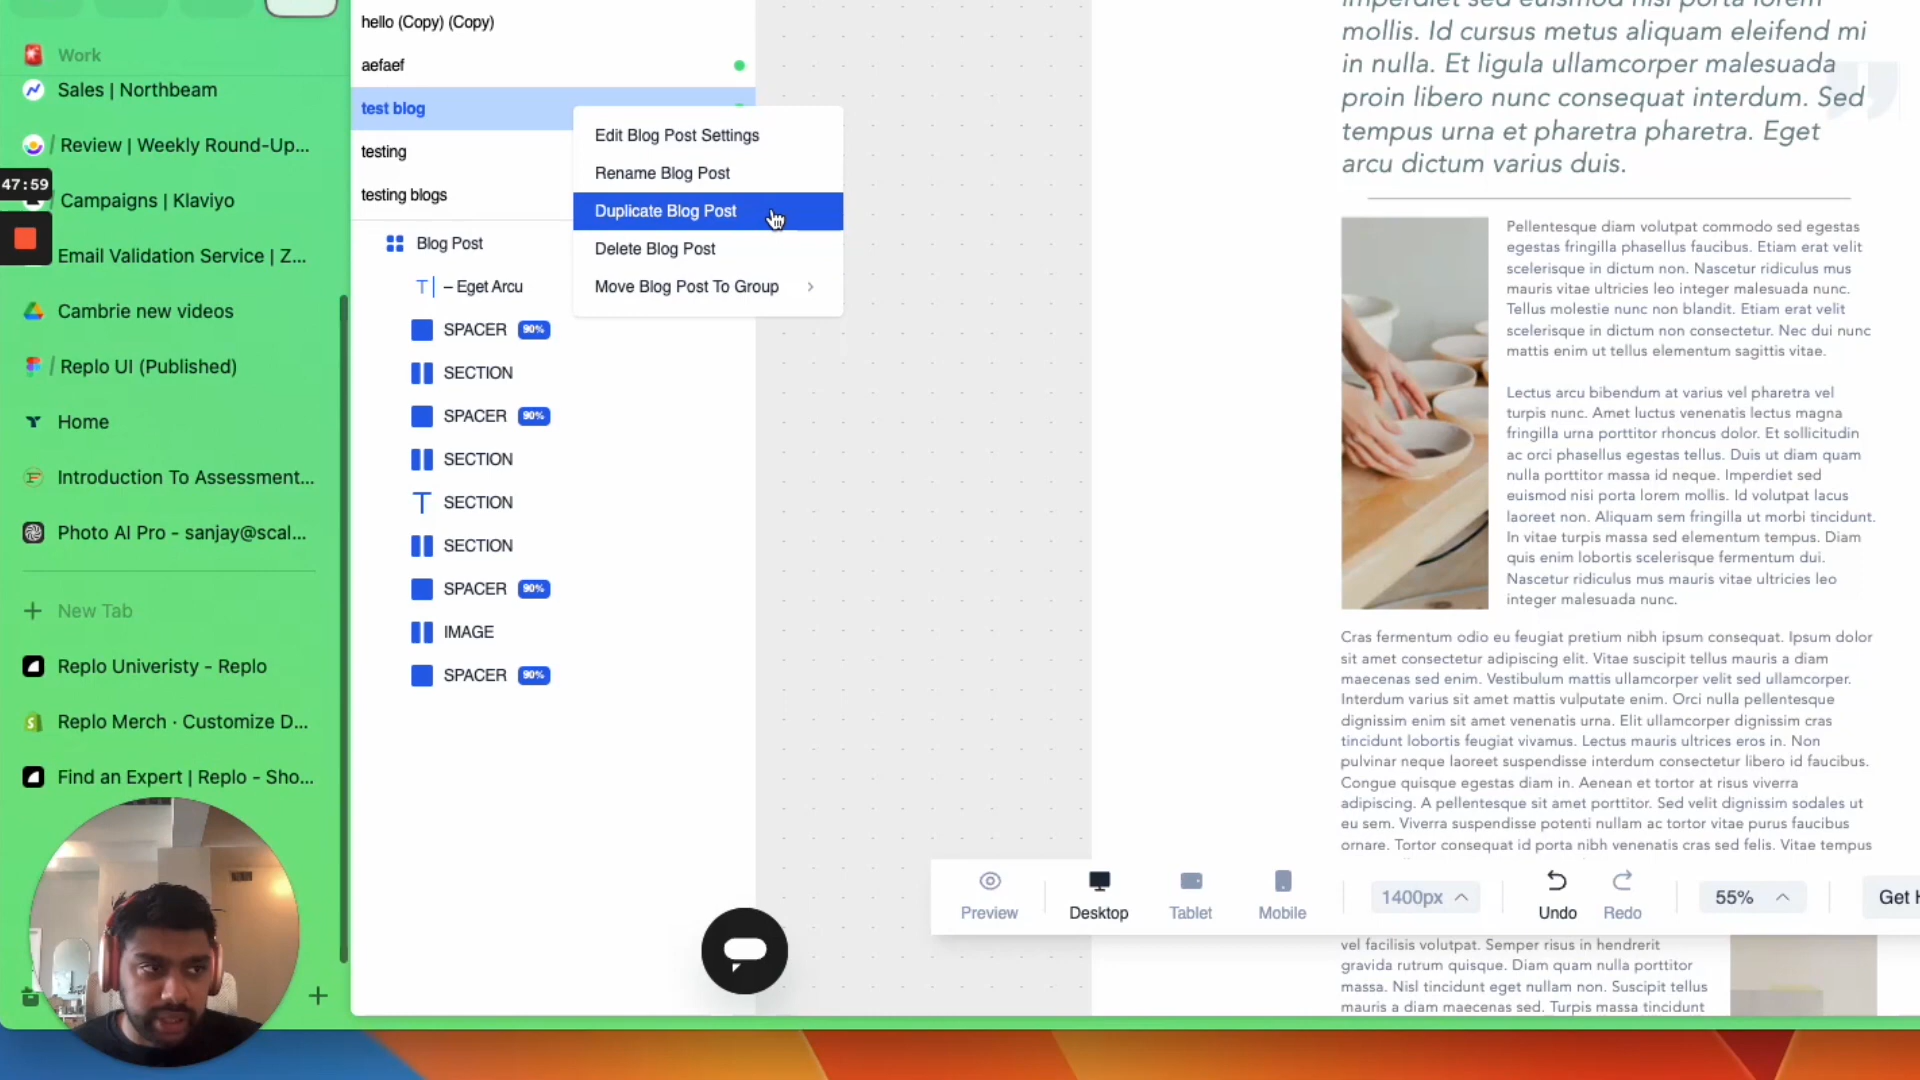 Work
Sales | Northbeam
/ Review | Weekly Round-Up...
47:59
Campaigns | Klaviyo
Email Validation Service | Z...
Cambrie new videos
/ Replo UI (Published)
Home
Introduction To Assessment...
Photo AI Pro - sanjay@scal...
New Tab
Replo Univeristy - Replo
Replo Merch · Customize D...
Find an Expert | Replo - Sho...
hello (Copy) (Copy)
aefaef
test blog
testing
testing blogs
Blog Post
– Eget Arcu
SPACER 90%
SECTION
SPACER 90%
SECTION
SECTION
SECTION
SPACER 90%
IMAGE
SPACER 90%
Edit Blog Post Settings
Rename Blog Post
Duplicate Blog Post
Delete Blog Post
Move Blog Post To Group
imperdiet sed euismod nisi porta lorem
mollis. Id cursus metus aliquam eleifend mi
in nulla. Et ligula ullamcorper malesuada
proin libero nunc consequat interdum. Sed
tempus urna et pharetra pharetra. Eget
arcu dictum varius duis.
Pellentesque diam volutpat commodo sed egestas
egestas fringilla phasellus faucibus. Etiam erat velit
scelerisque in dictum non. Nascetur ridiculus mus
mauris vitae ultricies leo integer malesuada nunc.
Tellus molestie nunc non blandit. Etiam erat velit
scelerisque in dictum non consectetur. Nec dui nunc
mattis enim ut tellus elementum sagittis vitae.
Lectus arcu bibendum at varius vel pharetra vel
turpis nunc. Amet luctus venenatis lectus magna
fringilla urna porttitor rhoncus dolor. Et sollicitudin
ac orci phasellus egestas tellus. Duis ut diam quam
nulla porttitor massa id neque. Imperdiet sed
euismod nisi porta lorem mollis. Id volutpat lacus
laoreet non. Aliquam sem fringilla ut morbi tincidunt.
In vitae turpis massa sed elementum tempus. Diam
quis enim lobortis scelerisque fermentum dui.
Nascetur ridiculus mus mauris vitae ultricies leo
integer malesuada nunc.
Cras fermentum odio eu feugiat pretium nibh ipsum consequat. Ipsum dolor
sit amet consectetur adipiscing elit. Vitae suscipit tellus mauris a diam
maecenas sed enim. Vestibulum mattis ullamcorper velit sed ullamcorper.
Interdum varius sit amet mattis vulputate enim. Orci nulla pellentesque
dignissim enim sit amet venenatis urna. Elit ullamcorper dignissim cras
tincidunt lobortis feugiat vivamus. Lectus mauris ultrices eros in. Non
pulvinar neque laoreet suspendisse interdum consectetur libero id faucibus.
Congue quisque egestas diam in. Aenean et tortor at risus viverra
adipiscing. A pellentesque sit amet porttitor. Sed velit dignissim sodales ut
eu sem. Viverra suspendisse potenti nullam ac tortor vitae purus faucibus
ornare. Tortor consequat id porta nibh venenatis cras sed felis. Vitae tempus
Preview
Desktop
Tablet
Mobile
1400px
Undo
Redo
55%
Get H
vel facilisis volutpat. Semper risus in hendrerit
gravida rutrum quisque. Diam quam nulla porttitor
massa. Nisl tincidunt eget nullam non. Suscipit tellus
mauris a diam maecenas sed. Turpis massa tincidunt